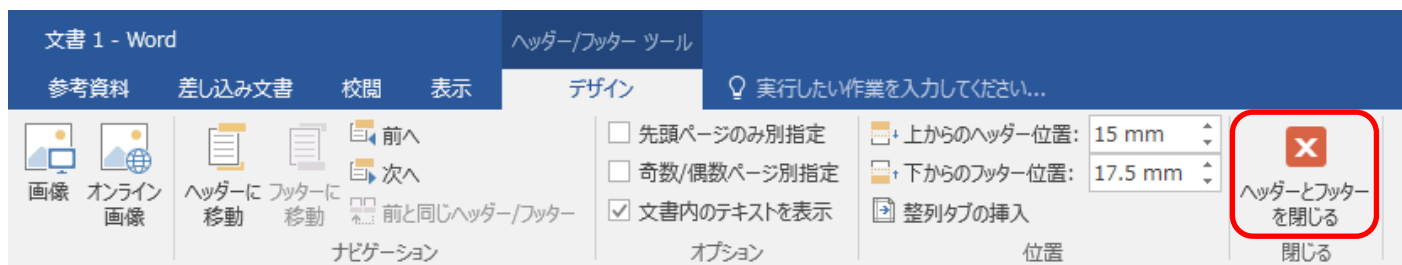 文書 1 - Word
ヘッダー/フッター ツール
参考資料
差し込み文書
校閲
表示
デザイン
実行したい作業を入力してください...
画像
オンライン
画像
ヘッダーに
移動
フッターに
移動
前へ
次へ
前と同じヘッダー/フッター
ナビゲーション
先頭ページのみ別指定
奇数/偶数ページ別指定
文書内のテキストを表示
オプション
上からのヘッダー位置: 15 mm
下からのフッター位置: 17.5 mm
整列タブの挿入
位置
ヘッダーとフッター
を閉じる
閉じる